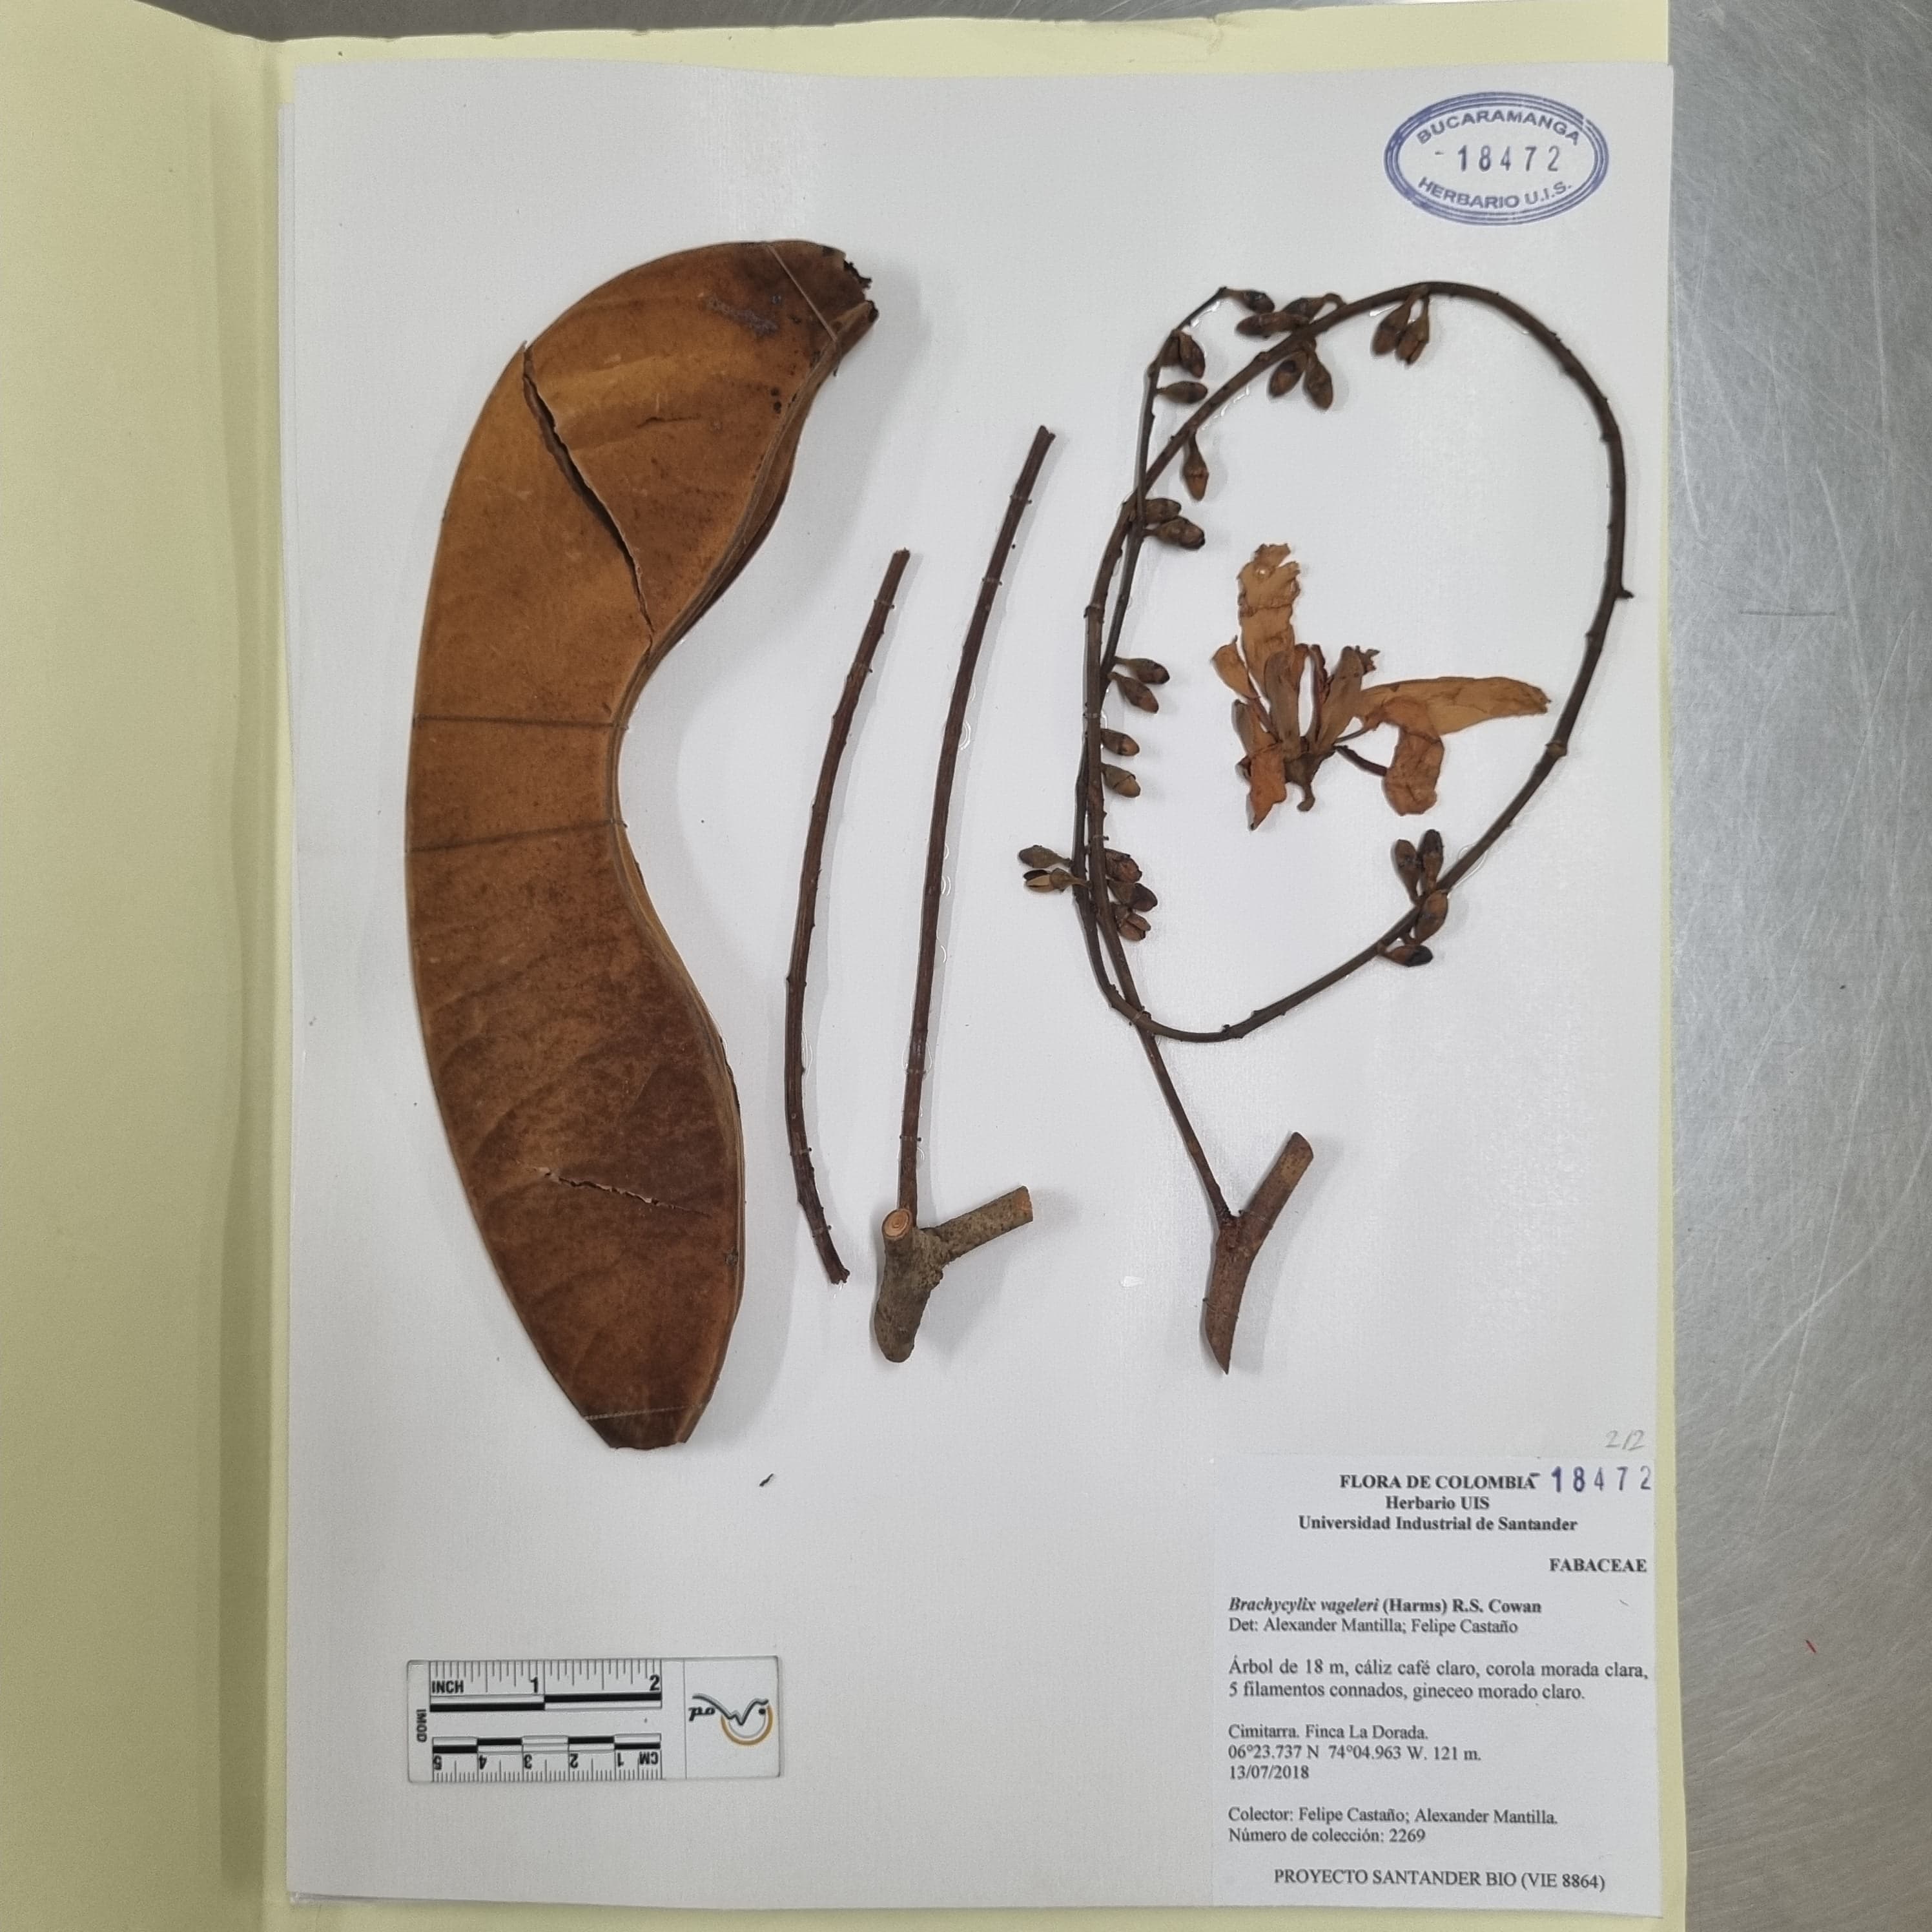 BUCARAMANGA
-18472
HERBARIO U.I.S.
2/2
-18472
FLORA DE COLOMBIA
Herbario UIS
Universidad Industrial de Santander
FABACEAE
Brachycylix vageleri (Harms) R.S. Cowan
Det: Alexander Mantilla; Felipe Castaño
Árbol de 18 m, cáliz café claro, corola morada clara,
5 filamentos connados, gineceo morado claro.
Cimitarra. Finca La Dorada.
06°23.737 N 74°04.963 W. 121 m.
13/07/2018
Colector: Felipe Castaño; Alexander Mantilla.
Número de colección: 2269
PROYECTO SANTANDER BIO (VIE 8864)
INCH 1 2
IMOD
5 4 3 2 1 CM